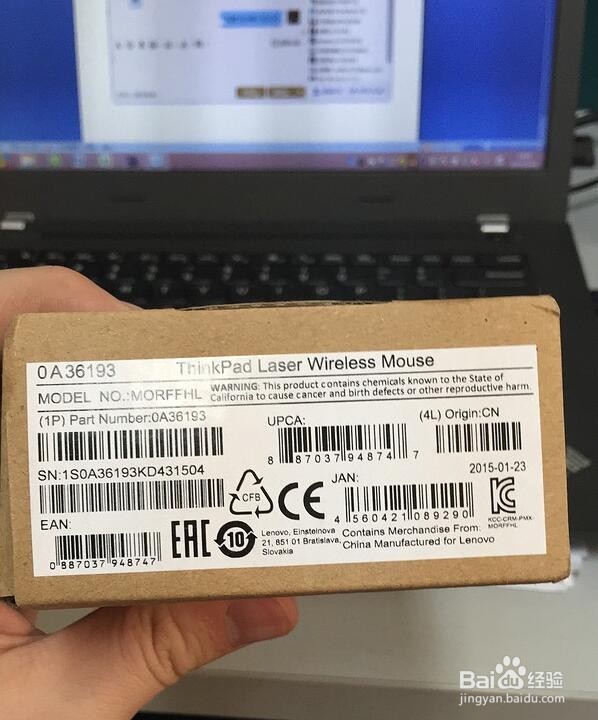 0A36193 ThinkPad Laser Wireless Mouse
MODEL NO.:MORFFHL WARNING: This product contains chemicals known to the State of
California to cause cancer and birth defects or other reproductive harm.
(1P) Part Number:0A36193
UPCA:
(4L) Origin:CN
8 87037 94874 7
SN:1S0A36193KD431504
2015-01-23
CFB
CE
JAN:
4 560421 089290
KCC-CRM-PMX-
MORFFHL
EAN:
0 887037 948747
EAC
10
Lenovo, Einsteinova
21, 851 01 Bratislava,
Slovakia
Contains Merchandise From:
China Manufactured for Lenovo
Baidu 经验
jingyan.baidu.com